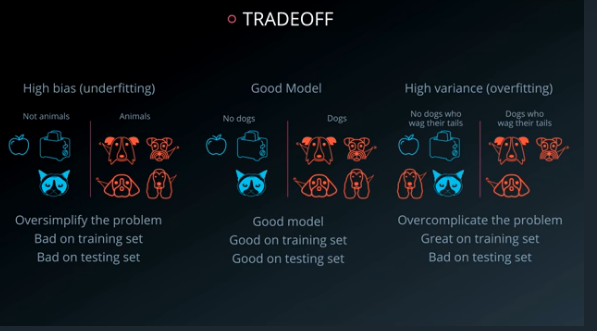 TRADEOFF
High bias (underfitting)
Not animals
Animals
Oversimplify the problem
Bad on training set
Bad on testing set
Good Model
No dogs
Dogs
Good model
Good on training set
Good on testing set
High variance (overfitting)
No dogs who
wag their tails
Dogs who
wag their tails
Overcomplicate the problem
Great on training set
Bad on testing set